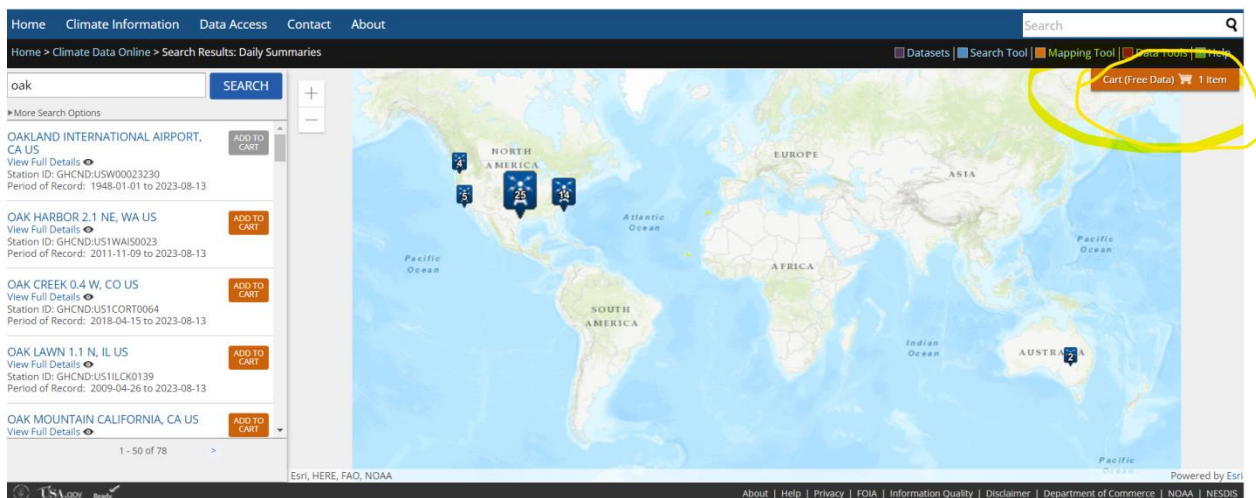 Home Climate Information Data Access Contact About
Search
Home > Climate Data Online > Search Results: Daily Summaries
Datasets | Search Tool | Mapping Tool | Data Tools | Help
oak
SEARCH
Cart (Free Data) 1 Item
More Search Options
OAKLAND INTERNATIONAL AIRPORT,
CA US
ADD TO
CART
View Full Details
Station ID: GHCND:USW00023230
Period of Record: 1948-01-01 to 2023-08-13
OAK HARBOR 2.1 NE, WA US
ADD TO
CART
View Full Details
Station ID: GHCND:US1WAIS0023
Period of Record: 2011-11-09 to 2023-08-13
OAK CREEK 0.4 W, CO US
ADD TO
CART
View Full Details
Station ID: GHCND:US1CORT0064
Period of Record: 2018-04-15 to 2023-08-13
OAK LAWN 1.1 N, IL US
ADD TO
CART
View Full Details
Station ID: GHCND:US1ILCK0139
Period of Record: 2009-04-26 to 2023-08-13
OAK MOUNTAIN CALIFORNIA, CA US
ADD TO
CART
View Full Details
1 - 50 of 78 >
+
−
NORTH
AMERICA
4
5
25
14
EUROPE
ASIA
Atlantic
Ocean
Pacific
Ocean
Pacific
Ocean
AFRICA
SOUTH
AMERICA
Indian
Ocean
AUSTRALIA
2
Pacific
Ocean
Esri, HERE, FAO, NOAA
Powered by Esri
USA.gov Ready
About | Help | Privacy | FOIA | Information Quality | Disclaimer | Department of Commerce | NOAA | NESDIS